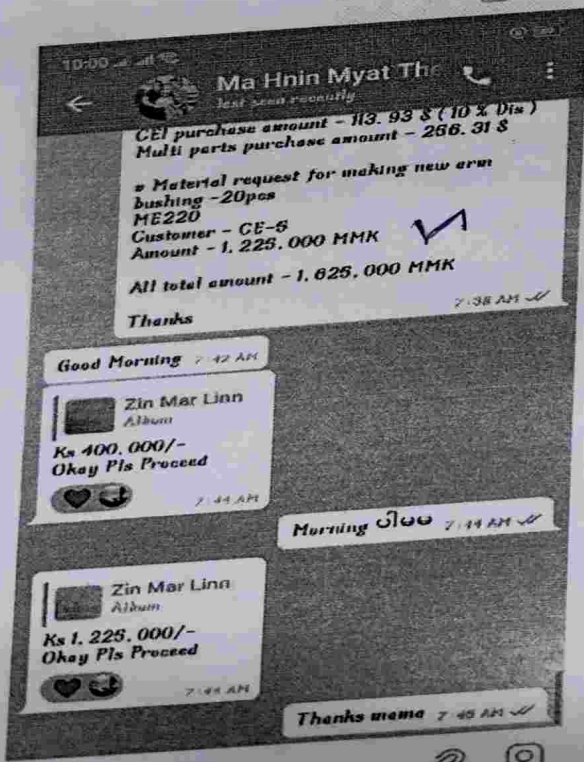 10:00
Ma Hnin Myat The
last seen recently
CEI purchase amount - 113. 93 $ ( 10 % Dis )
Multi parts purchase amount - 256. 31 $
Material request for making new arm
bushing -20pcs
ME220
Customer - CE-5
Amount - 1. 225. 000 MMK
All total amount - 1. 625. 000 MMK
Thanks
7:38 AM
Good Morning 7:42 AM
Zin Mar Linn
Album
Ks 400. 000/-
Okay Pls Proceed
7:44 AM
Morning ပါမမ 7:44 AM
Zin Mar Linn
Album
Ks 1. 225. 000/-
Okay Pls Proceed
7:44 AM
Thanks mama 7:45 AM